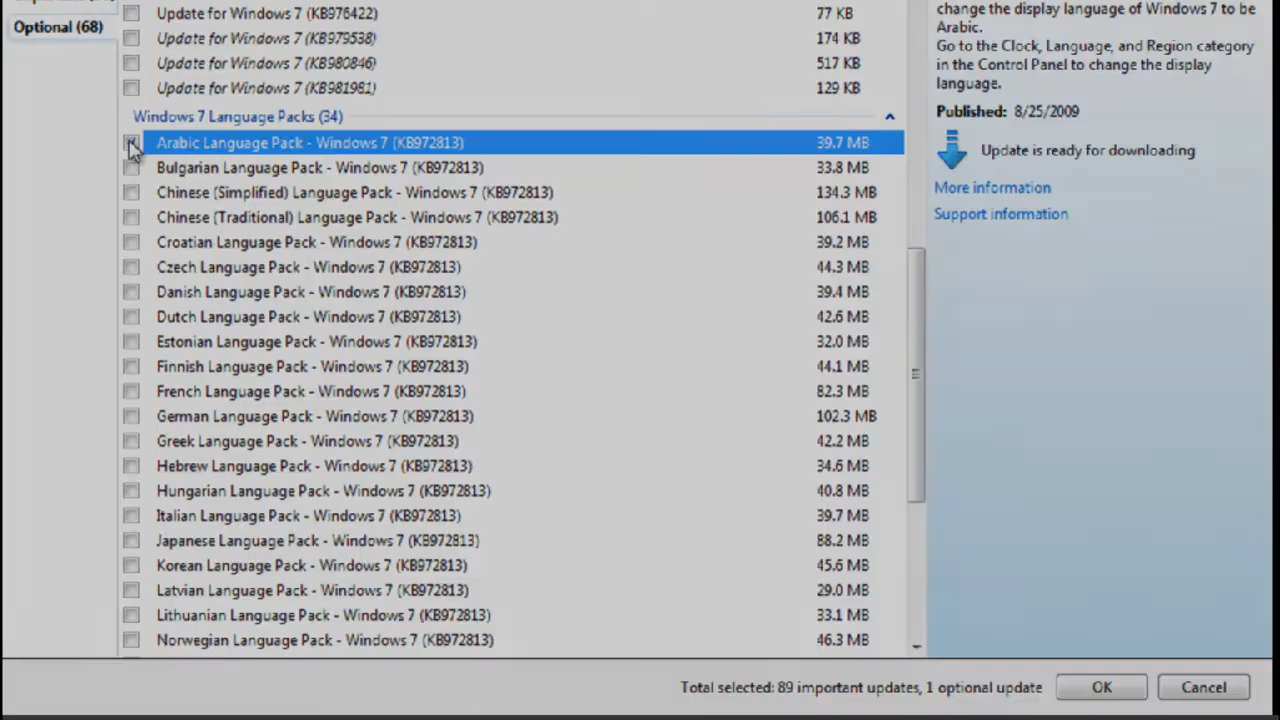 Optional (68)
Update for Windows 7 (KB976422) 77 KB
Update for Windows 7 (KB979538) 174 KB
Update for Windows 7 (KB980846) 517 KB
Update for Windows 7 (KB981981) 129 KB
Windows 7 Language Packs (34)
Arabic Language Pack - Windows 7 (KB972813) 39.7 MB
Bulgarian Language Pack - Windows 7 (KB972813) 33.8 MB
Chinese (Simplified) Language Pack - Windows 7 (KB972813) 134.3 MB
Chinese (Traditional) Language Pack - Windows 7 (KB972813) 106.1 MB
Croatian Language Pack - Windows 7 (KB972813) 39.2 MB
Czech Language Pack - Windows 7 (KB972813) 44.3 MB
Danish Language Pack - Windows 7 (KB972813) 39.4 MB
Dutch Language Pack - Windows 7 (KB972813) 42.6 MB
Estonian Language Pack - Windows 7 (KB972813) 32.0 MB
Finnish Language Pack - Windows 7 (KB972813) 44.1 MB
French Language Pack - Windows 7 (KB972813) 82.3 MB
German Language Pack - Windows 7 (KB972813) 102.3 MB
Greek Language Pack - Windows 7 (KB972813) 42.2 MB
Hebrew Language Pack - Windows 7 (KB972813) 34.6 MB
Hungarian Language Pack - Windows 7 (KB972813) 40.8 MB
Italian Language Pack - Windows 7 (KB972813) 39.7 MB
Japanese Language Pack - Windows 7 (KB972813) 88.2 MB
Korean Language Pack - Windows 7 (KB972813) 45.6 MB
Latvian Language Pack - Windows 7 (KB972813) 29.0 MB
Lithuanian Language Pack - Windows 7 (KB972813) 33.1 MB
Norwegian Language Pack - Windows 7 (KB972813) 46.3 MB
change the display language of Windows 7 to be
Arabic.
Go to the Clock, Language, and Region category
in the Control Panel to change the display
language.
Published: 8/25/2009
Update is ready for downloading
More information
Support information
Total selected: 89 important updates, 1 optional update
OK
Cancel